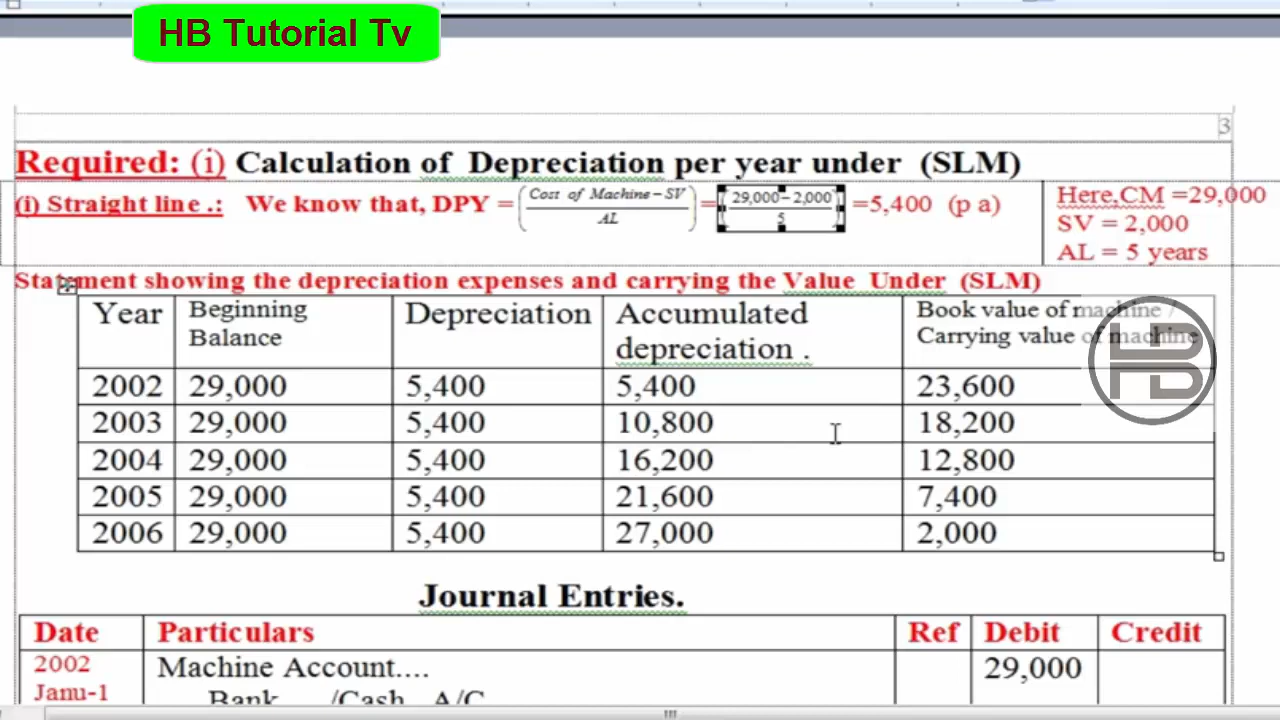 HB Tutorial Tv
3
Required: (i) Calculation of Depreciation per year under (SLM)
(i) Straight line .: We know that, DPY = (Cost of Machine – SV / AL) = (29,000 – 2,000 / 5) =5,400 (p a)
Here,CM =29,000
SV = 2,000
AL = 5 years
Statement showing the depreciation expenses and carrying the Value Under (SLM)
Year Beginning Balance Depreciation Accumulated depreciation . Book value of machine / Carrying value of machine
2002 29,000 5,400 5,400 23,600
2003 29,000 5,400 10,800 18,200
2004 29,000 5,400 16,200 12,800
2005 29,000 5,400 21,600 7,400
2006 29,000 5,400 27,000 2,000
HB
Journal Entries.
Date Particulars Ref Debit Credit
2002 Machine Account.... 29,000
Janu-1 Bank /Cash A/C